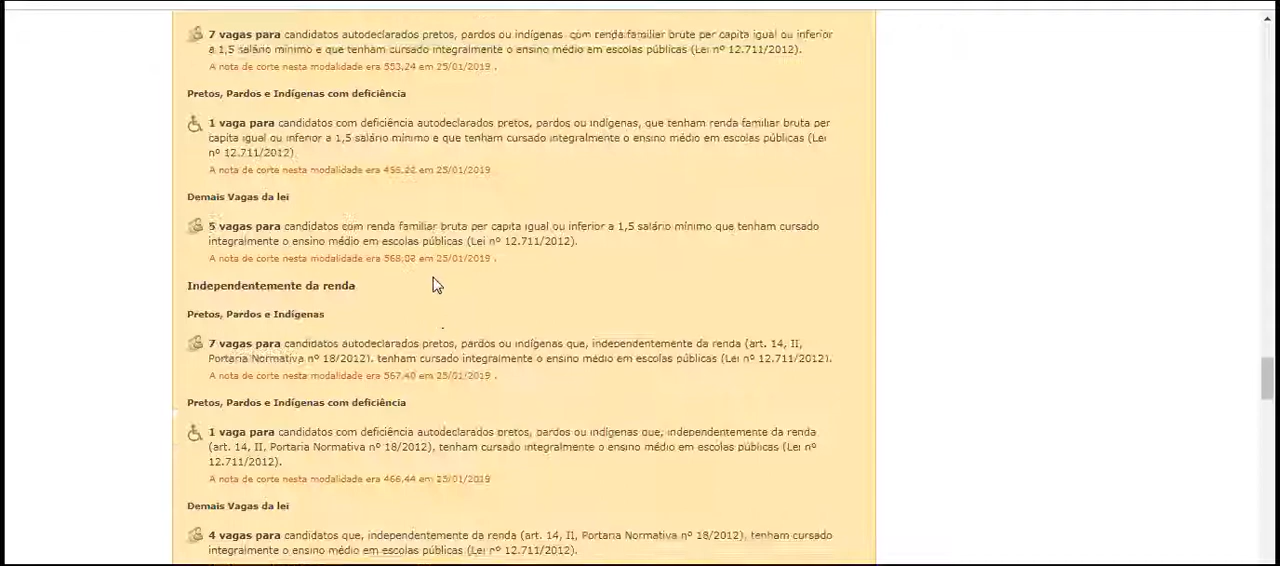 7 vagas para candidatos autodeclarados pretos, pardos ou indígenas com renda familiar brute per capita igual ou inferior
a 1,5 salário mínimo e que tenham cursado integralmente o ensino médio em escolas públicas (Lei nº 12.711/2012).
A nota de corte nesta modalidade era 553,24 em 25/01/2019 .
Pretos, Pardos e Indígenas com deficiência
1 vaga para candidatos com deficiência autodeclarados pretos, pardos ou indígenas, que tenham renda familiar bruta per
capita igual ou inferior a 1,5 salário mínimo e que tenham cursado integralmente o ensino médio em escolas públicas (Lei
nº 12.711/2012)
A nota de corte nesta modalidade era em 25/01/2019
Demais Vagas da lei
5 vagas para candidatos com renda familiar bruta per capita igual ou inferior a 1,5 salário mínimo que tenham cursado
integralmente o ensino médio em escolas públicas (Lei nº 12.711/2012).
A nota de corte nesta modalidade era em 25/01/2019 .
Independentemente da renda
Pretos, Pardos e Indígenas
7 vagas para candidatos autodeclarados pretos, pardos ou indígenas que, independentemente da renda (art. 14, II,
Portaria Normativa nº 18/2012), tenham cursado integralmente o ensino médio em escolas públicas (Lei nº 12.711/2012).
A nota de corte nesta modalidade era 567,40 em 25/01/2019 .
Pretos, Pardos e Indígenas com deficiência
1 vaga para candidatos com deficiência autodeclarados pretos, pardos ou indígenas que, independentemente da renda
(art. 14, II, Portaria Normativa nº 18/2012), tenham cursado integralmente o ensino médio em escolas públicas (Lei nº
12.711/2012).
A nota de corte nesta modalidade era 466,44 em 25/01/2019
Demais Vagas da lei
4 vagas para candidatos que, independentemente da renda (art. 14, II, Portaria Normativa nº 18/2012), tenham cursado
integralmente o ensino médio em escolas públicas (Lei nº 12.711/2012).